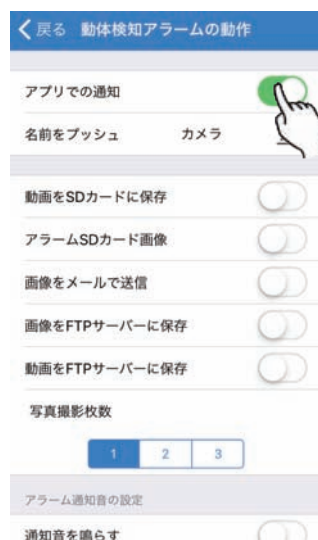 戻る 動体検知アラームの動作
アプリでの通知
名前をプッシュ カメラ
動画をSDカードに保存
アラームSDカード画像
画像をメールで送信
画像をFTPサーバーに保存
動画をFTPサーバーに保存
写真撮影枚数
1 2 3
アラーム通知音の設定
通知音を鳴らす